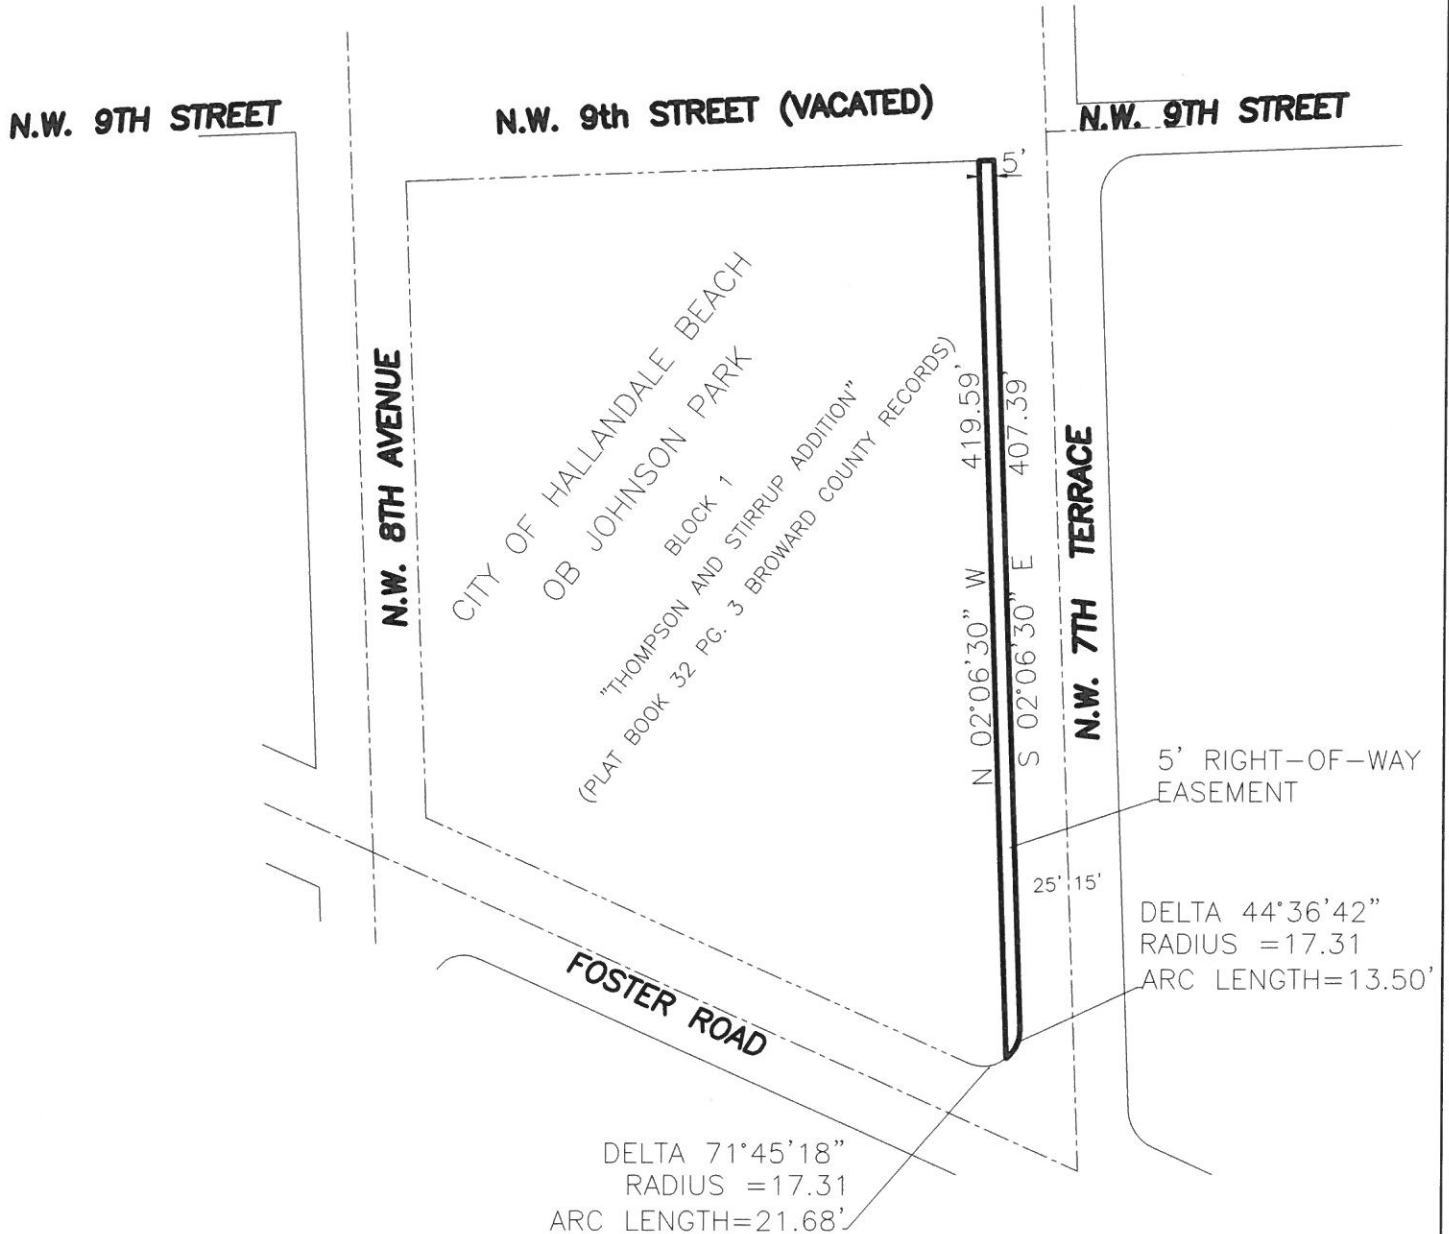 N.W. 9TH STREET
N.W. 9th STREET (VACATED)
N.W. 9TH STREET
5'
CITY OF HALLANDALE BEACH
OB JOHNSON PARK
BLOCK 1
"THOMPSON AND STIRRUP ADDITION"
(PLAT BOOK 32 PG. 3 BROWARD COUNTY RECORDS)
N.W. 8TH AVENUE
N 02°06'30" W 419.59'
S 02°06'30" E 407.39'
N.W. 7TH TERRACE
5' RIGHT-OF-WAY
EASEMENT
25' 15'
DELTA 44°36'42"
RADIUS =17.31
ARC LENGTH=13.50'
FOSTER ROAD
DELTA 71°45'18"
RADIUS =17.31
ARC LENGTH=21.68'